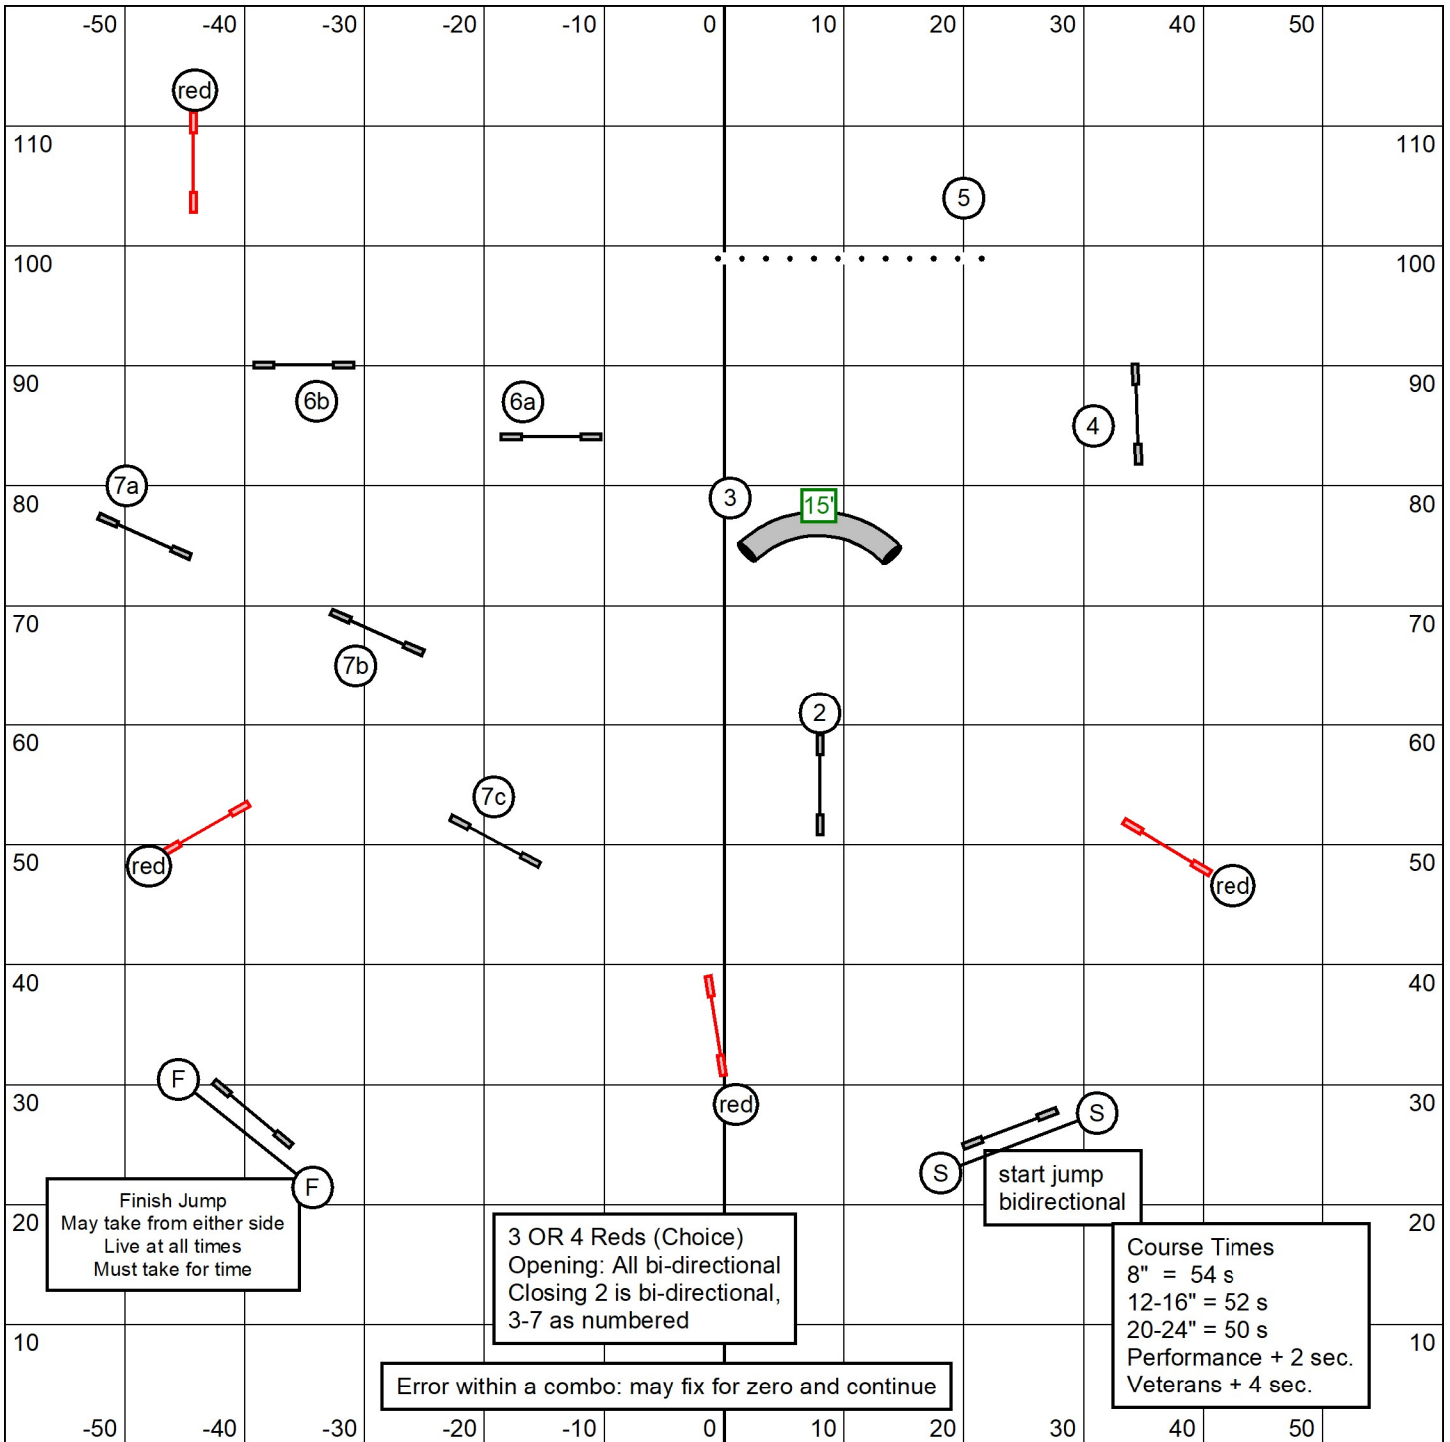 -50 -40 -30 -20 -10 0 10 20 30 40 50
red
110 110
5
100 100
90 90
6b 6a
4
7a
80 3 15' 80
70 70
7b
2
60 60
7c
50 50
red
red
40 40
F
30 red S 30
S
F
start jump
bidirectional
Finish Jump
May take from either side
Live at all times
Must take for time
20 20
3 OR 4 Reds (Choice)
Opening: All bi-directional
Closing 2 is bi-directional,
3-7 as numbered
Course Times
8" = 54 s
12-16" = 52 s
20-24" = 50 s
Performance + 2 sec.
Veterans + 4 sec.
10 10
Error within a combo: may fix for zero and continue
-50 -40 -30 -20 -10 0 10 20 30 40 50